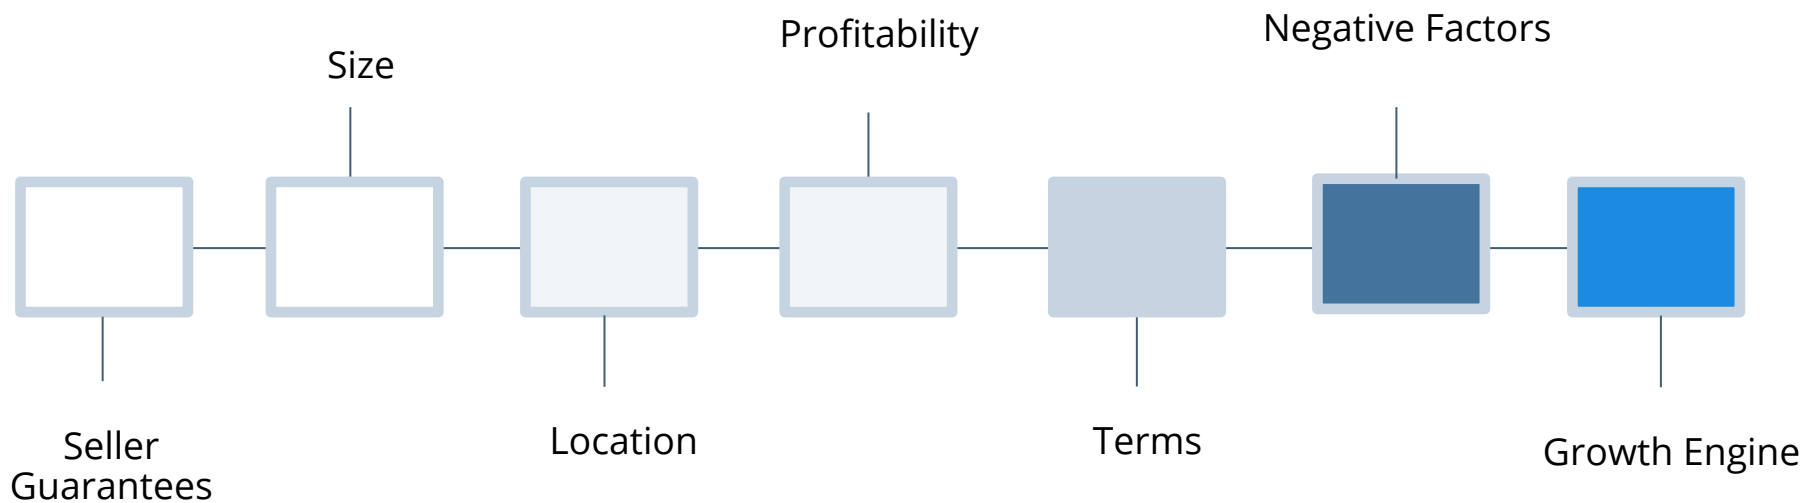 Size
Profitability
Negative Factors
Seller
Guarantees
Location
Terms
Growth Engine